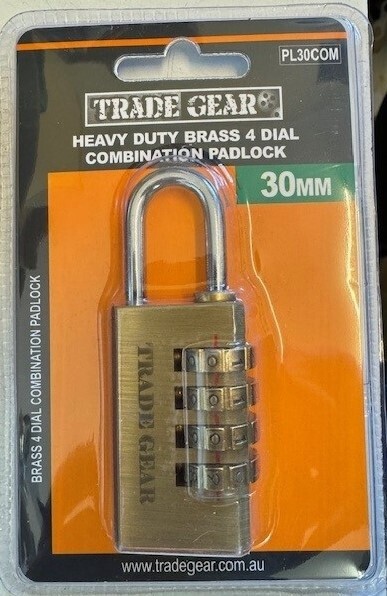 PL30COM
TRADE GEAR
HEAVY DUTY BRASS 4 DIAL
COMBINATION PADLOCK
30MM
BRASS 4 DIAL COMBINATION PADLOCK
TRADE GEAR
www.tradegear.com.au